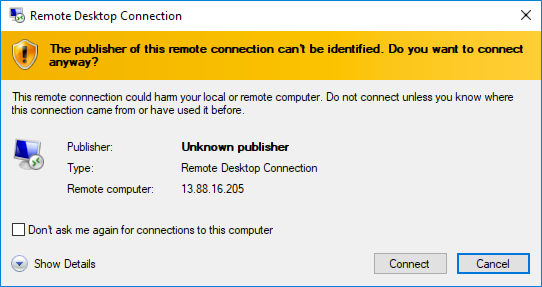 Remote Desktop Connection
The publisher of this remote connection can't be identified. Do you want to connect
anyway?
This remote connection could harm your local or remote computer. Do not connect unless you know where
this connection came from or have used it before.
Publisher: Unknown publisher
Type: Remote Desktop Connection
Remote computer: 13.88.16.205
Don't ask me again for connections to this computer
Show Details Connect Cancel